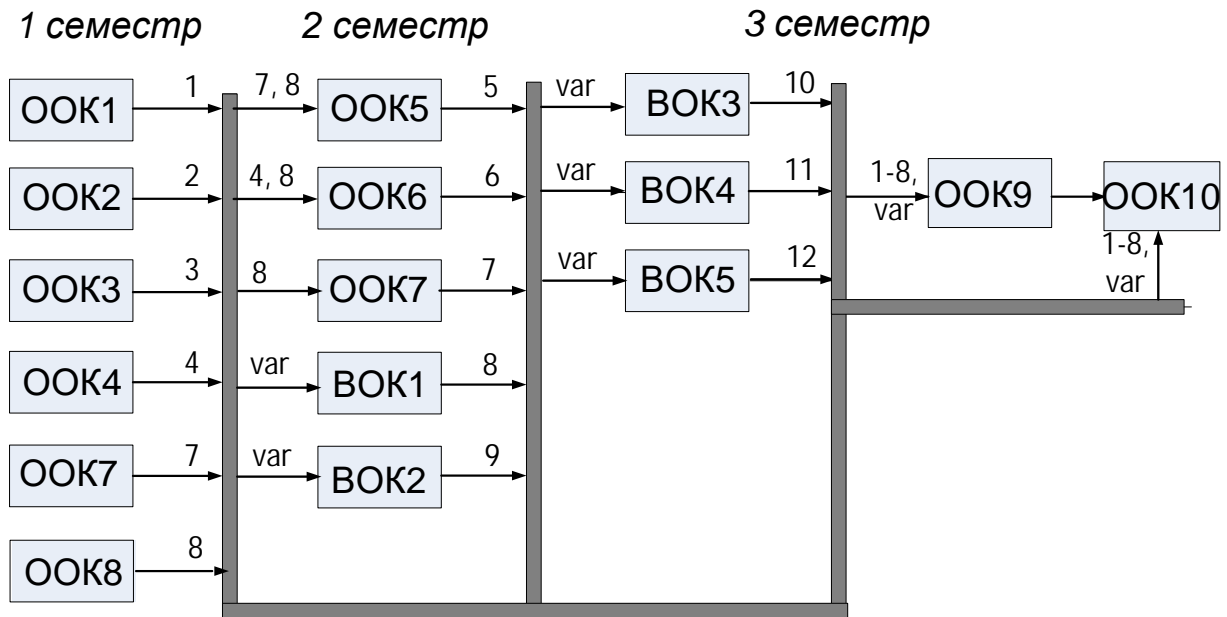 1 семестр 2 семестр 3 семестр
ООК1 1 7, 8 ООК5 5 var ВОК3 10
ООК2 2 4, 8 ООК6 6 var ВОК4 11 1-8, var ООК9 ООК10
ООК3 3 8 ООК7 7 var ВОК5 12 1-8, var
ООК4 4 var ВОК1 8
ООК7 7 var ВОК2 9
ООК8 8